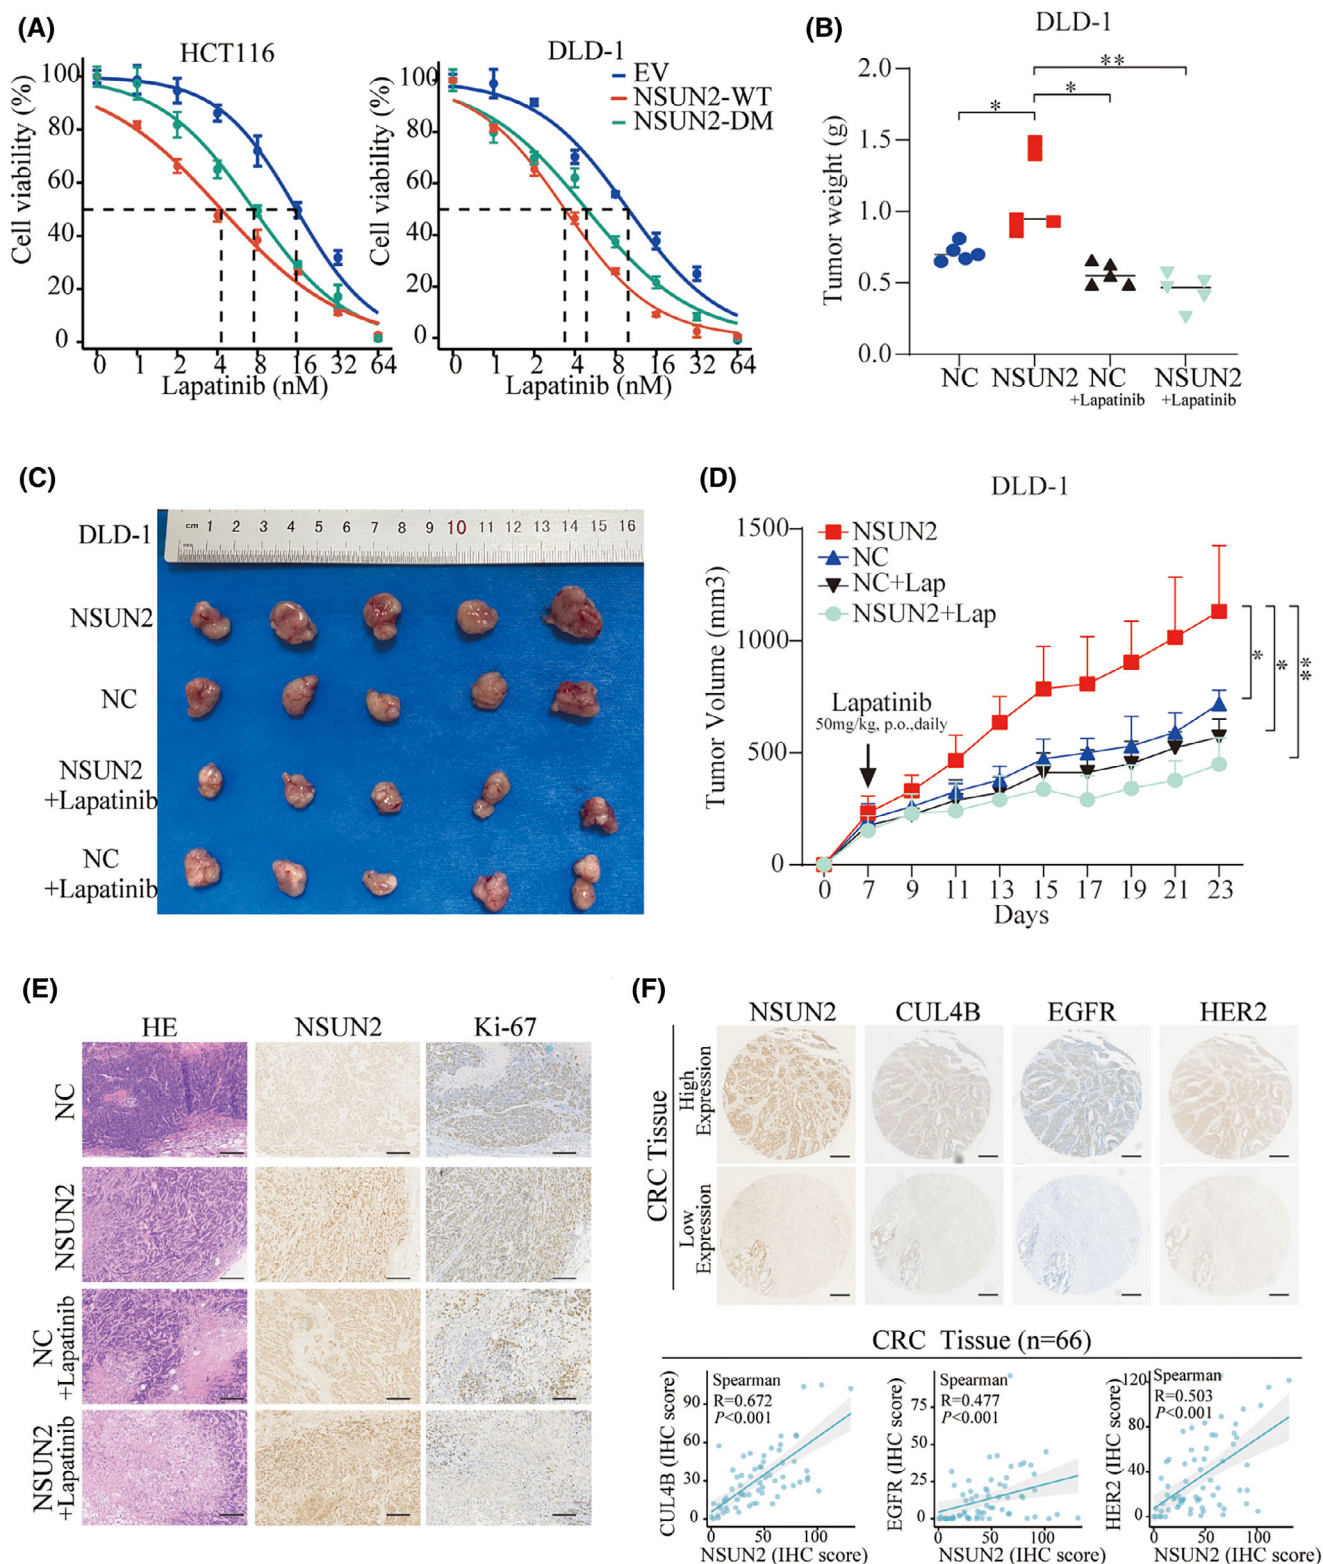 (A)
HCT116
Cell viability (%)
100
80
60
40
20
0
0 1 2 4 8 16 32 64
Lapatinib (nM)
DLD-1
EV
NSUN2-WT
NSUN2-DM
Cell viability (%)
100
80
60
40
20
0
0 1 2 4 8 16 32 64
Lapatinib (nM)
(B)
DLD-1
**
*
*
Tumor weight (g)
2.0
1.5
1.0
0.5
0.0
NC NSUN2 NC NSUN2
+Lapatinib +Lapatinib
(C)
DLD-1
cm 1 2 3 4 5 6 7 8 9 10 11 12 13 14 15 16
NSUN2
NC
NSUN2
+Lapatinib
NC
+Lapatinib
(D)
DLD-1
NSUN2
NC
NC+Lap
NSUN2+Lap
Tumor Volume (mm3)
1500
1000
500
0
Lapatinib
50mg/kg, p.o.,daily
*
*
**
0 7 9 11 13 15 17 19 21 23
Days
(E)
HE NSUN2 Ki-67
NC
NSUN2
NC
+Lapatinib
NSUN2
+Lapatinib
(F)
NSUN2 CUL4B EGFR HER2
CRC Tissue
High
Expression
Low
Expression
CRC Tissue (n=66)
CUL4B (IHC score)
Spearman
R=0.672
P<0.001
90
60
30
0
0 50 100
NSUN2 (IHC score)
EGFR (IHC score)
Spearman
R=0.477
P<0.001
75
50
25
0
0 50 100
NSUN2 (IHC score)
HER2 (IHC score)
Spearman
R=0.503
P<0.001
120
80
40
0
0 50 100
NSUN2 (IHC score)